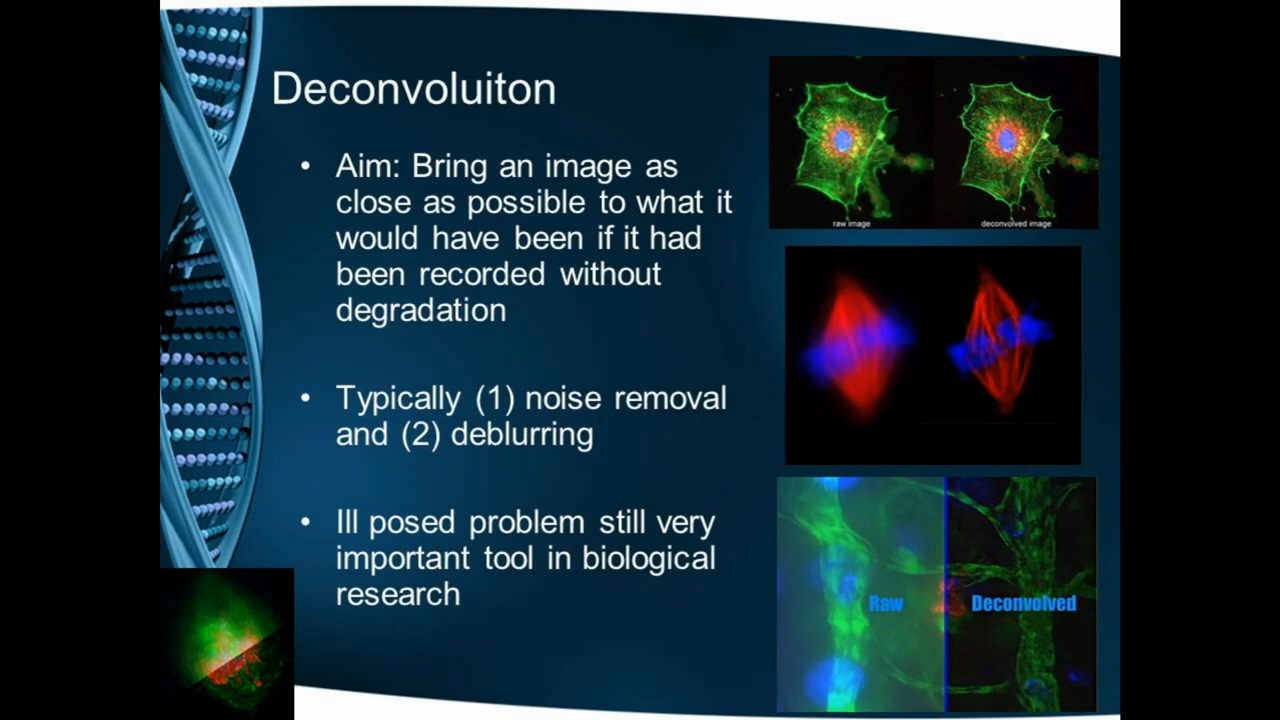 Deconvoluiton
• Aim: Bring an image as
close as possible to what it
would have been if it had
been recorded without
degradation
• Typically (1) noise removal
and (2) deblurring
• Ill posed problem still very
important tool in biological
research
raw image
deconvolved image
Raw
Deconvolved